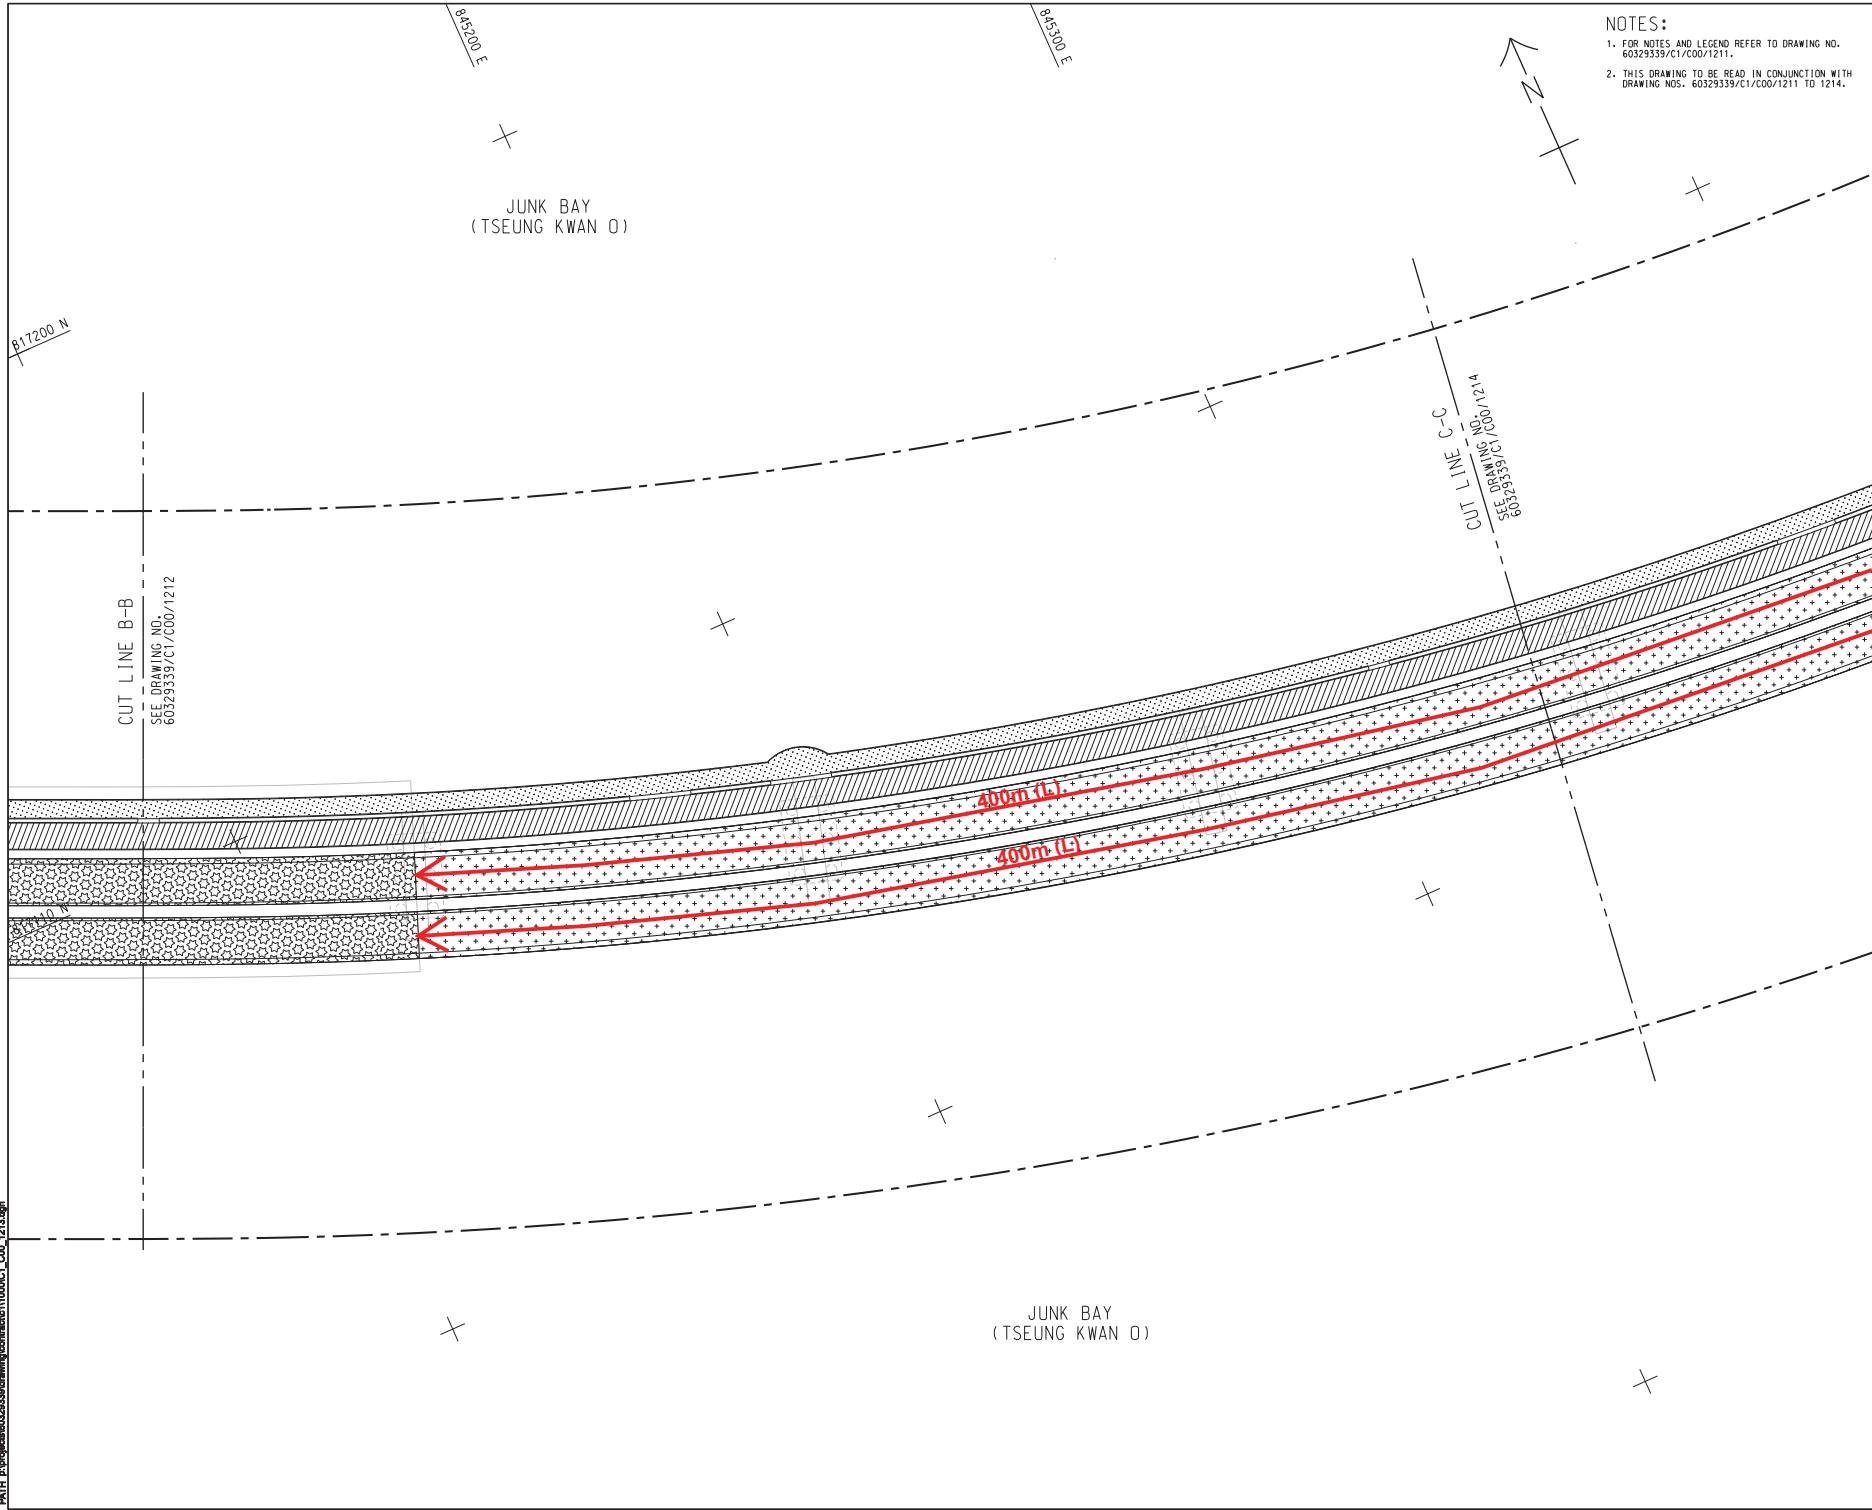 845200 E
845300 E
N
NOTES:
1. FOR NOTES AND LEGEND REFER TO DRAWING NO.
60329339/C1/C00/1211.
2. THIS DRAWING TO BE READ IN CONJUNCTION WITH
DRAWING NOS. 60329339/C1/C00/1211 TO 1214.
JUNK BAY
(TSEUNG KWAN O)
817200 N
CUT LINE C-C
SEE DRAWING NO.
60329339/C1/C00/1214
CUT LINE B-B
SEE DRAWING NO.
60329339/C1/C00/1212
400m (L)
400m (L)
JUNK BAY
(TSEUNG KWAN O)